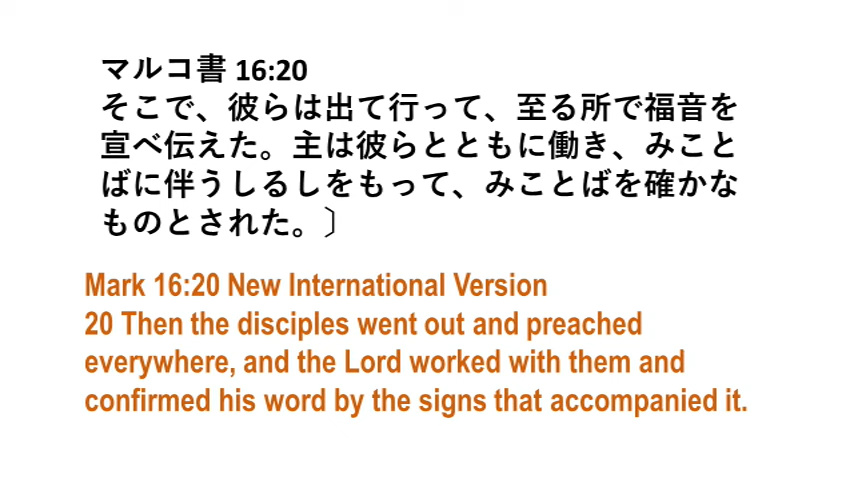 マルコ書 16:20
そこで、彼らは出て行って、至る所で福音を
宣べ伝えた。主は彼らとともに働き、みこと
ばに伴うしるしをもって、みことばを確かな
ものとされた。〕
Mark 16:20 New International Version
20 Then the disciples went out and preached
everywhere, and the Lord worked with them and
confirmed his word by the signs that accompanied it.